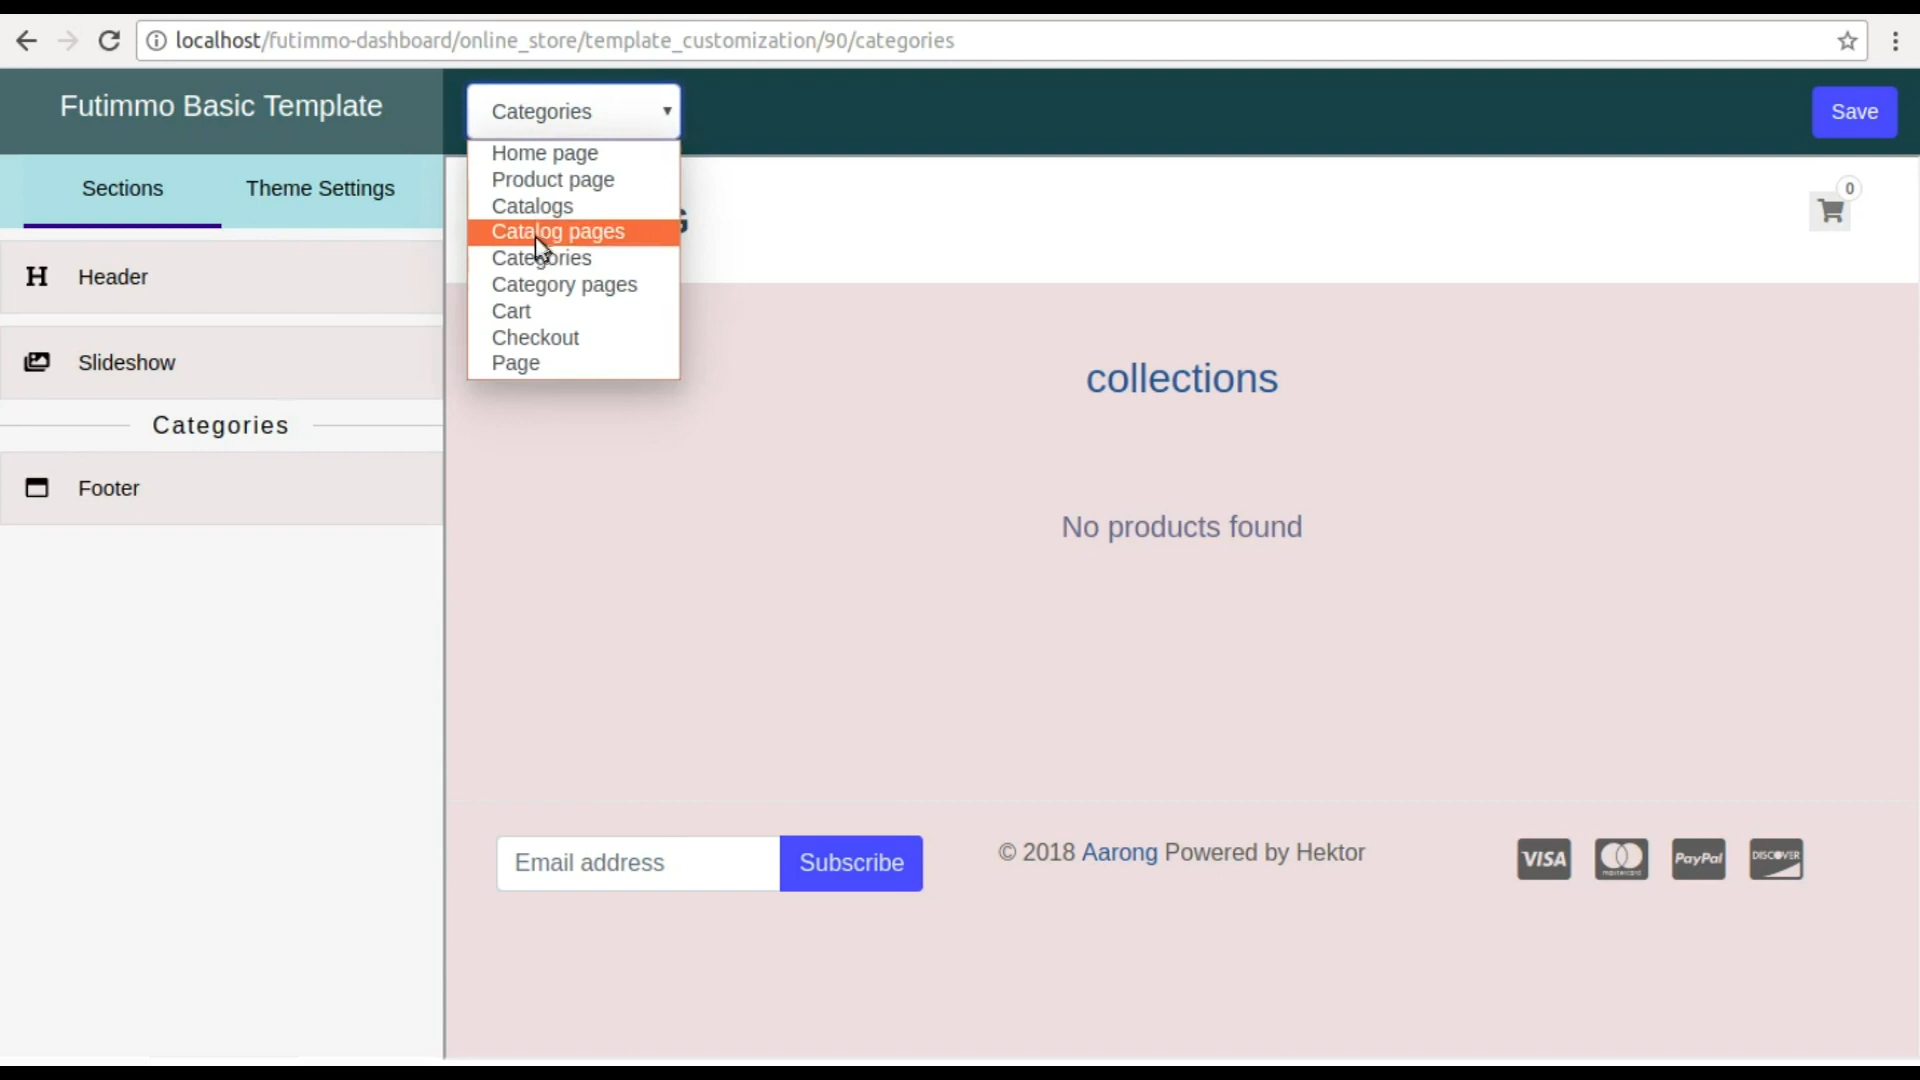 localhost/futimmo-dashboard/online_store/template_customization/90/categories
Futimmo Basic Template
Categories
Save
Home page
Product page
Catalogs
Catalog pages
Categories
Category pages
Cart
Checkout
Page
Sections
Theme Settings
0
H Header
Slideshow
Categories
Footer
collections
No products found
Email address
Subscribe
© 2018 Aarong Powered by Hektor
VISA
mastercard
PayPal
DISCOVER